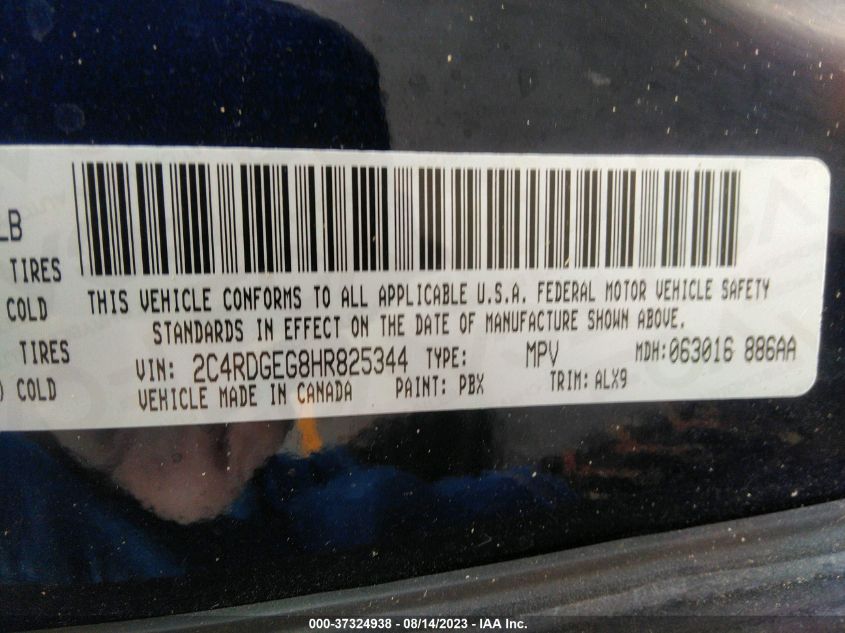 LB
TIRES
COLD
TIRES
) COLD
THIS VEHICLE CONFORMS TO ALL APPLICABLE U.S.A. FEDERAL MOTOR VEHICLE SAFETY
STANDARDS IN EFFECT ON THE DATE OF MANUFACTURE SHOWN ABOVE.
VIN: 2C4RDGEG8HR825344 TYPE: MPV MDH:063016 886AA
VEHICLE MADE IN CANADA PAINT: PBX TRIM: ALX9
000-37324938 - 08/14/2023 - IAA Inc.